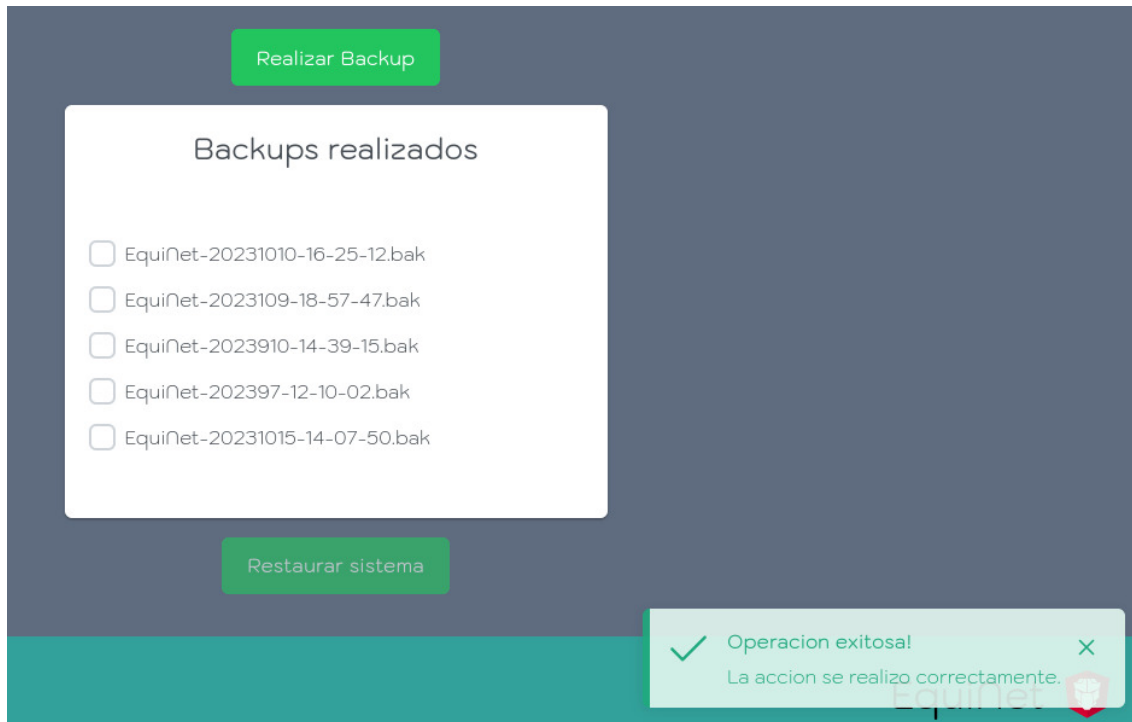 Realizar Backup
Backups realizados
EquiNet-20231010-16-25-12.bak
EquiNet-2023109-18-57-47.bak
EquiNet-2023910-14-39-15.bak
EquiNet-202397-12-10-02.bak
EquiNet-20231015-14-07-50.bak
Restaurar sistema
Operacion exitosa!
La accion se realizo correctamente.
EquiNet